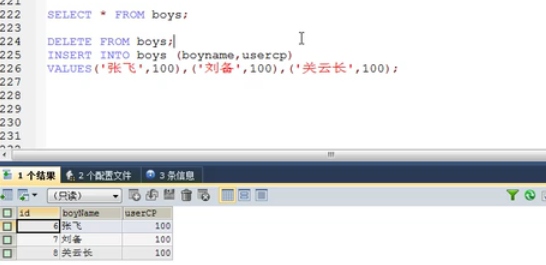 221
222 SELECT * FROM boys;
223
224 DELETE FROM boys;
225 INSERT INTO boys (boyname,usercp)
226 VALUES('张飞',100),('刘备',100),('关云长',100);
227
228
229
230
231
1 个结果 2 个配置文件 3 条信息
(只读)
id boyName userCP
6 张飞 100
7 刘备 100
8 关云长 100